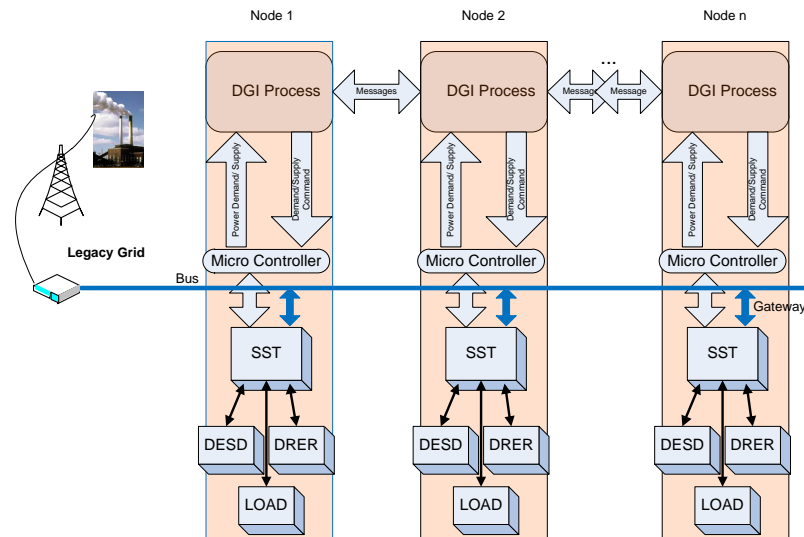 Node 1
Node 2
Node n
DGI Process
Messages
DGI Process
...
Message
Message
DGI Process
Power Demand/ Supply
Demand/Supply
Command
Power Demand/ Supply
Demand/Supply
Command
Power Demand/ Supply
Demand/Supply
Command
Legacy Grid
Micro Controller
Micro Controller
Micro Controller
Bus
Gateway
SST
SST
SST
DESD
DRER
DESD
DRER
DESD
DRER
LOAD
LOAD
LOAD